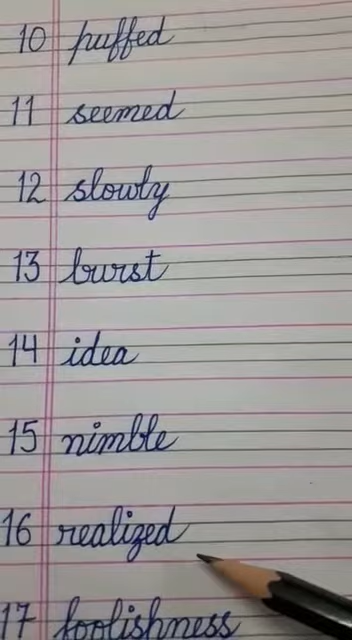 10 puffed
11 seemed
12 slowly
13 burst
14 idea
15 nimble
16 realized
17 foolishness